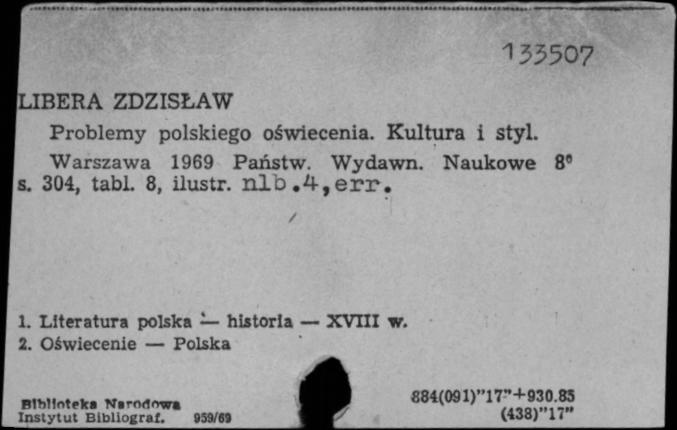 133507
LIBERA ZDZISŁAW
Problemy polskiego oświecenia. Kultura i styl.
Warszawa 1969 Państw. Wydawn. Naukowe 8°
s. 304, tabl. 8, ilustr. nlb.4,err.
1. Literatura polska — historia — XVIII w.
2. Oświecenie — Polska
884(091)"17"+930.85
(438)"17"
Biblioteka Narodowa
Instytut Bibliograf. 959/69